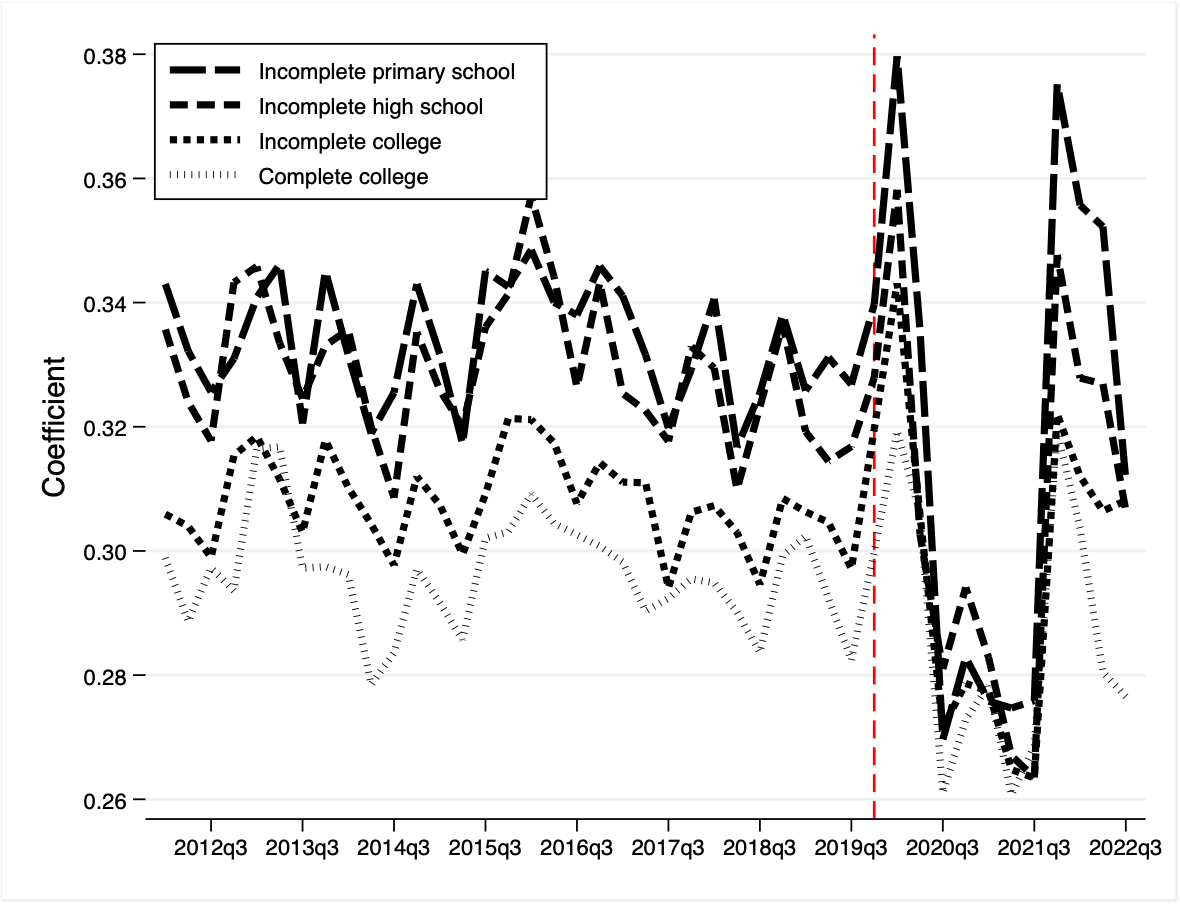 0.38
Incomplete primary school
Incomplete high school
Incomplete college
Complete college
0.36
0.34
0.32
0.30
0.28
0.26
Coefficient
2012q3 2013q3 2014q3 2015q3 2016q3 2017q3 2018q3 2019q3 2020q3 2021q3 2022q3